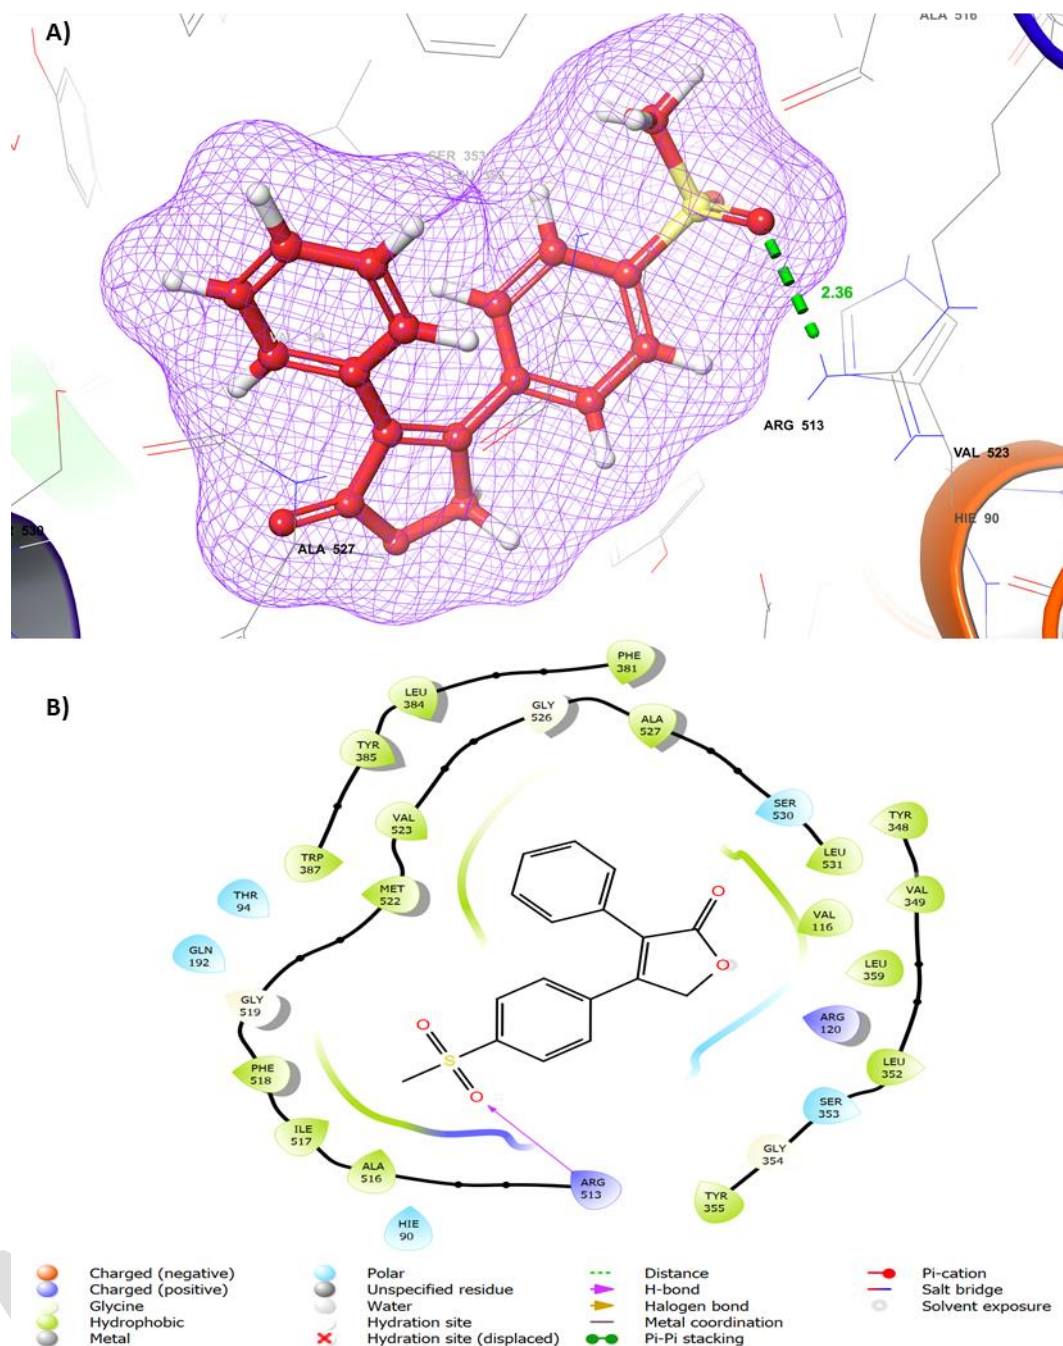 A)
ALA 516
SER 353
2.36
ARG 513
VAL 523
HIE 90
ALA 527
B)
PHE
381
LEU
384
GLY
526
ALA
527
TYR
385
SER
530
TYR
348
VAL
523
LEU
531
TRP
387
MET
522
THR
94
VAL
349
VAL
116
GLN
192
LEU
359
GLY
519
ARG
120
LEU
352
PHE
518
SER
353
ILE
517
GLY
354
ALA
516
ARG
513
TYR
355
HIE
90
O
O
O
S
O
Charged (negative)
Charged (positive)
Glycine
Hydrophobic
Metal
Polar
Unspecified residue
Water
Hydration site
Hydration site (displaced)
Distance
H-bond
Halogen bond
Metal coordination
Pi-Pi stacking
Pi-cation
Salt bridge
Solvent exposure